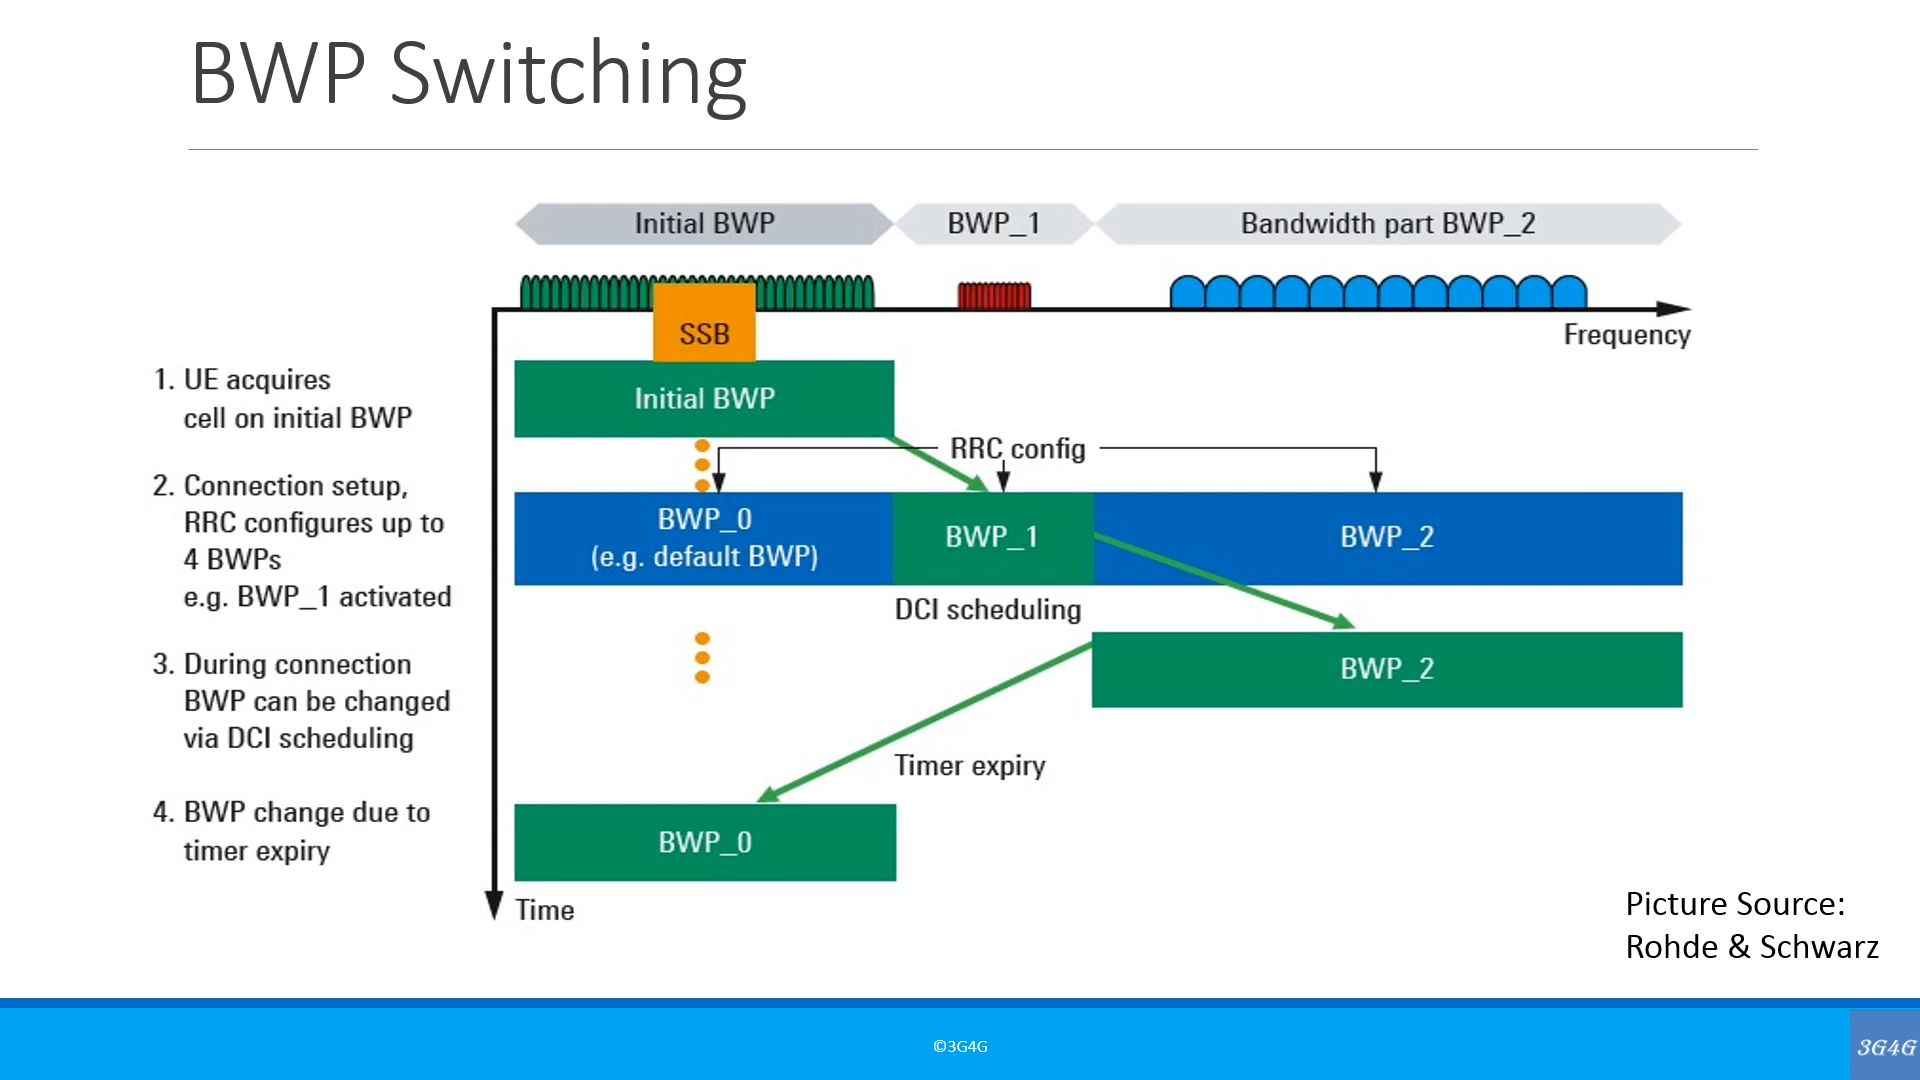 BWP Switching
Initial BWP
BWP_1
Bandwidth part BWP_2
SSB
Frequency
1. UE acquires
cell on initial BWP
Initial BWP
RRC config
2. Connection setup,
RRC configures up to
4 BWPs
e.g. BWP_1 activated
BWP_0
(e.g. default BWP)
BWP_1
BWP_2
DCI scheduling
3. During connection
BWP can be changed
via DCI scheduling
BWP_2
Timer expiry
4. BWP change due to
timer expiry
BWP_0
Time
Picture Source:
Rohde & Schwarz
©3G4G
3G4G